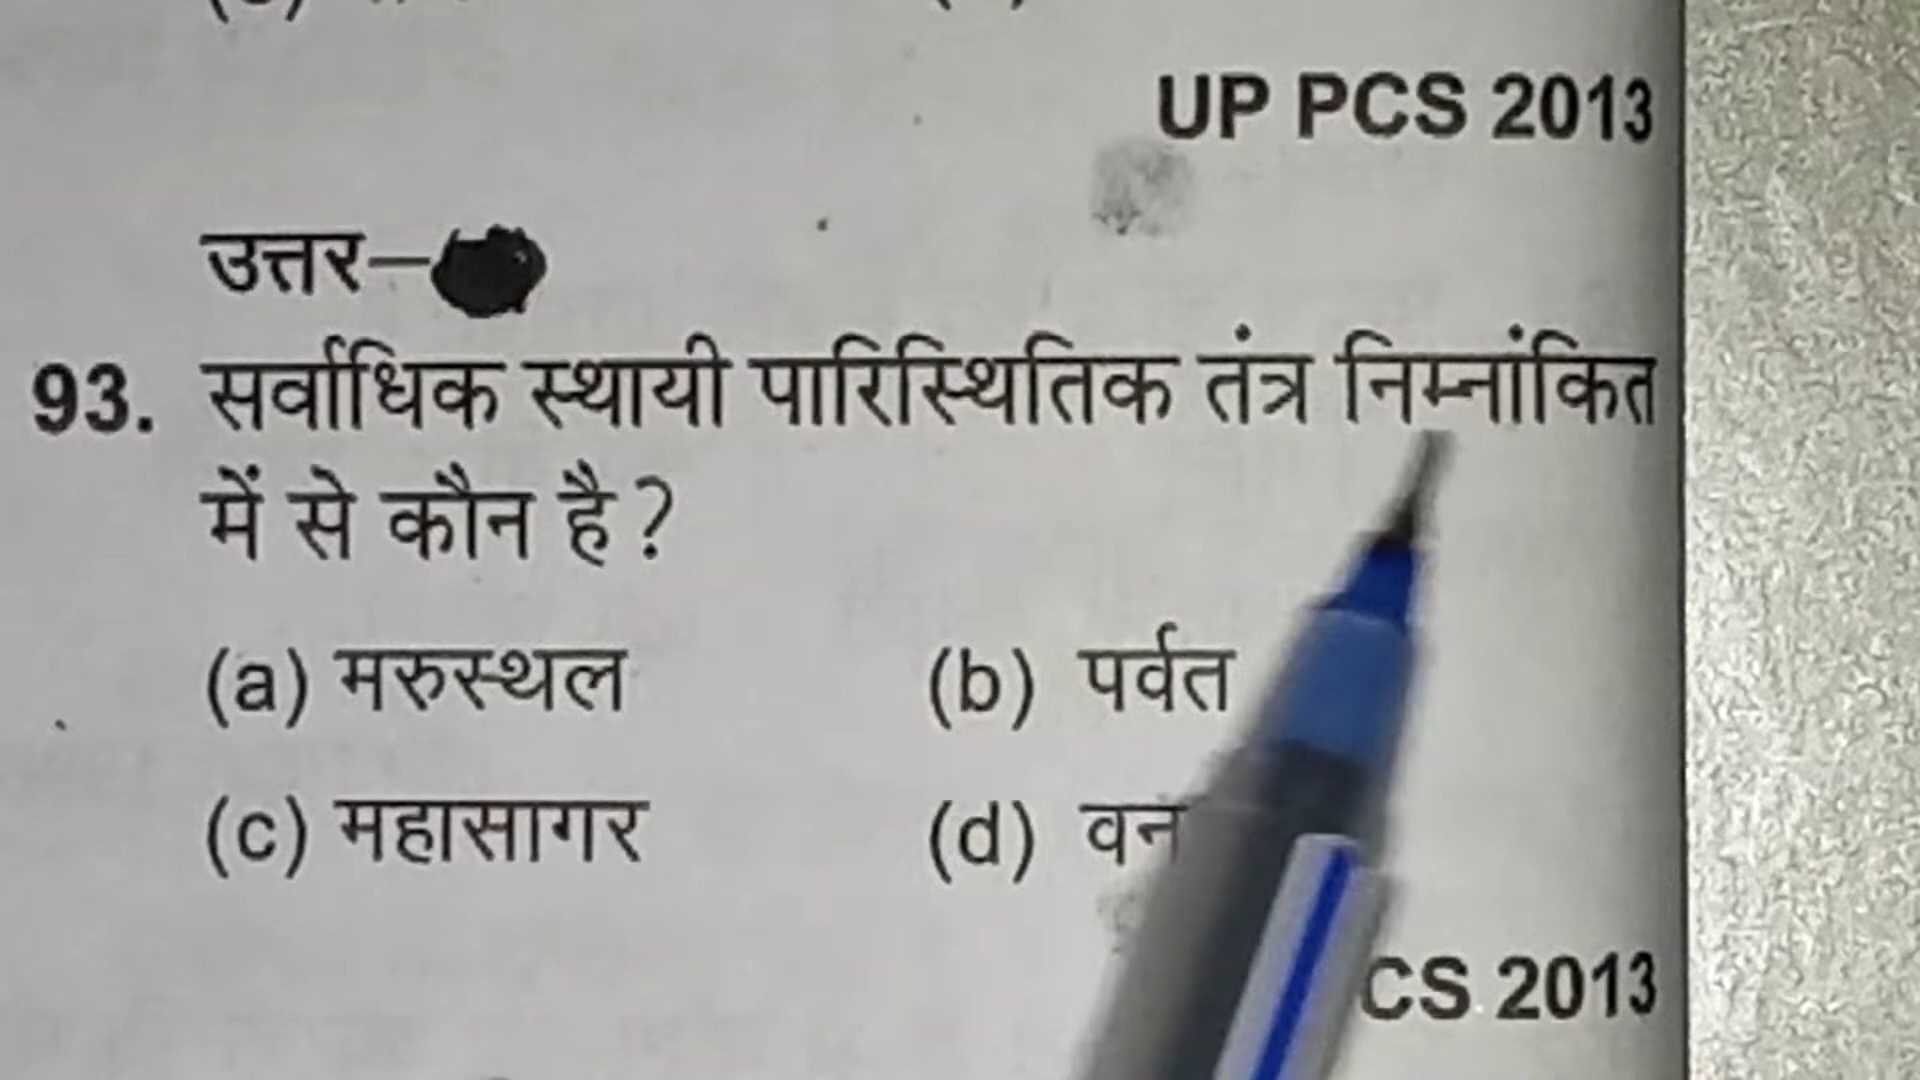 UP PCS 2013
उत्तर–
93. सर्वाधिक स्थायी पारिस्थितिक तंत्र निम्नांकित
में से कौन है?
(a) मरुस्थल (b) पर्वत
(c) महासागर (d) वन
CS 2013